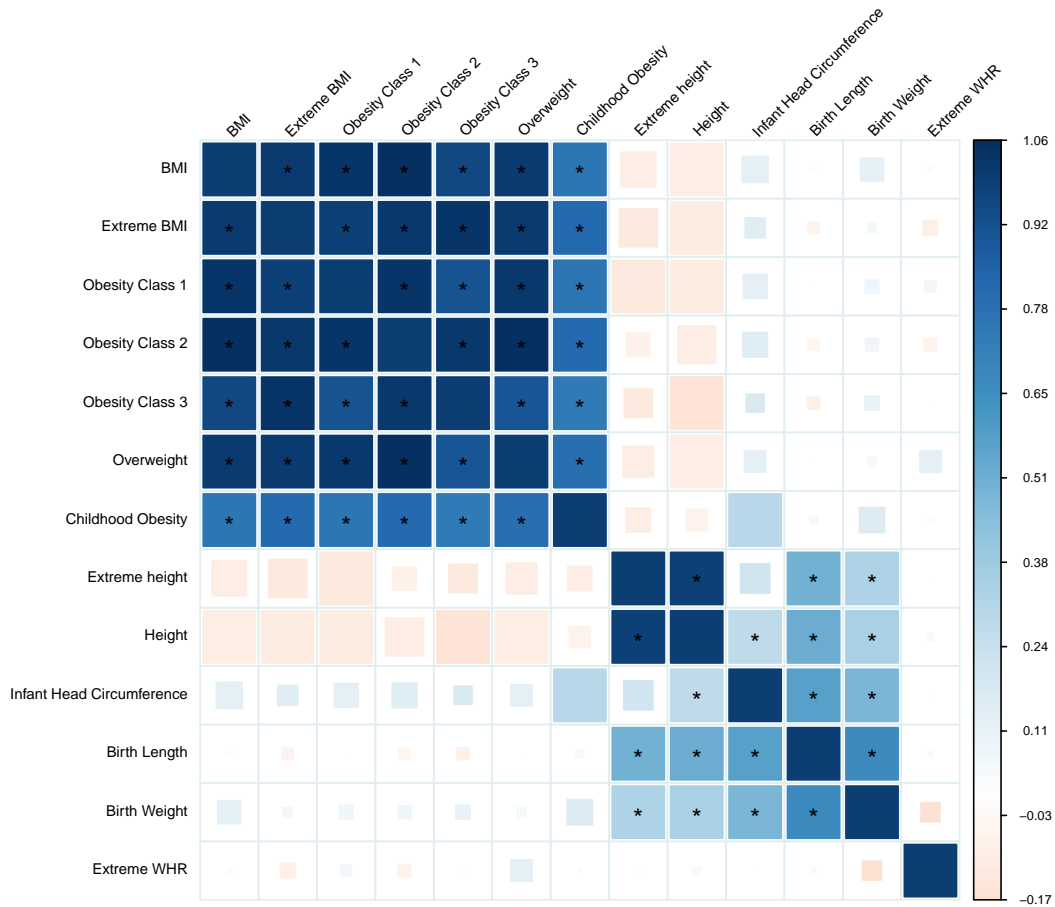 BMI
Extreme BMI
Obesity Class 1
Obesity Class 2
Obesity Class 3
Overweight
Childhood Obesity
Extreme height
Height
Infant Head Circumference
Birth Length
Birth Weight
Extreme WHR
BMI * * * * * *
Extreme BMI * * * * * *
Obesity Class 1 * * * * * *
Obesity Class 2 * * * * * *
Obesity Class 3 * * * * * *
Overweight * * * * * *
Childhood Obesity * * * * * *
Extreme height * * *
Height * * * *
Infant Head Circumference * * *
Birth Length * * * *
Birth Weight * * * *
Extreme WHR
1.06
0.92
0.78
0.65
0.51
0.38
0.24
0.11
−0.03
−0.17